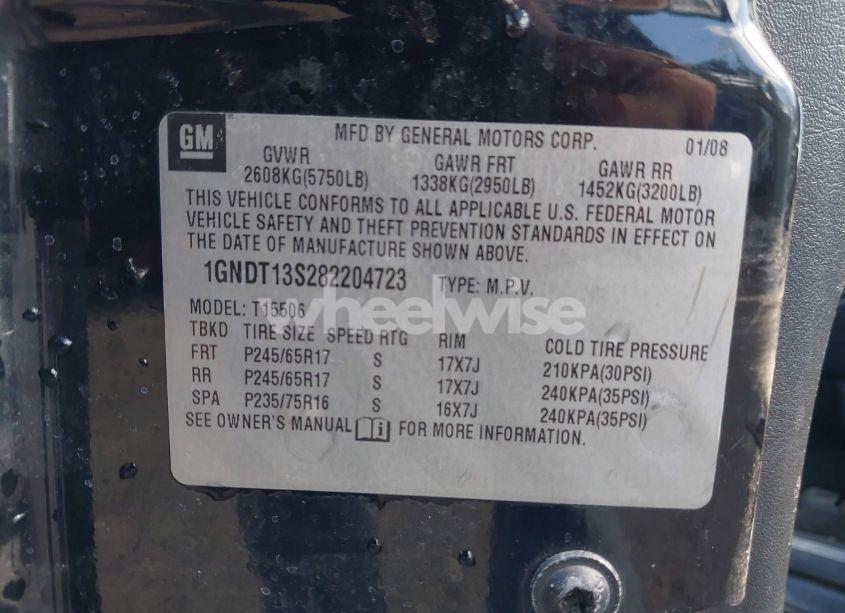 GM
MFD BY GENERAL MOTORS CORP. 01/08
GVWR GAWR FRT GAWR RR
2608KG(5750LB) 1338KG(2950LB) 1452KG(3200LB)
THIS VEHICLE CONFORMS TO ALL APPLICABLE U.S. FEDERAL MOTOR
VEHICLE SAFETY AND THEFT PREVENTION STANDARDS IN EFFECT ON
THE DATE OF MANUFACTURE SHOWN ABOVE.
1GNDT13S282204723 TYPE: M.P.V.
wheelwise
MODEL: T15506
TBKD TIRE SIZE SPEED RTG RIM COLD TIRE PRESSURE
FRT P245/65R17 S 17X7J 210KPA(30PSI)
RR P245/65R17 S 17X7J 240KPA(35PSI)
SPA P235/75R16 S 16X7J 240KPA(35PSI)
SEE OWNER'S MANUAL FOR MORE INFORMATION.